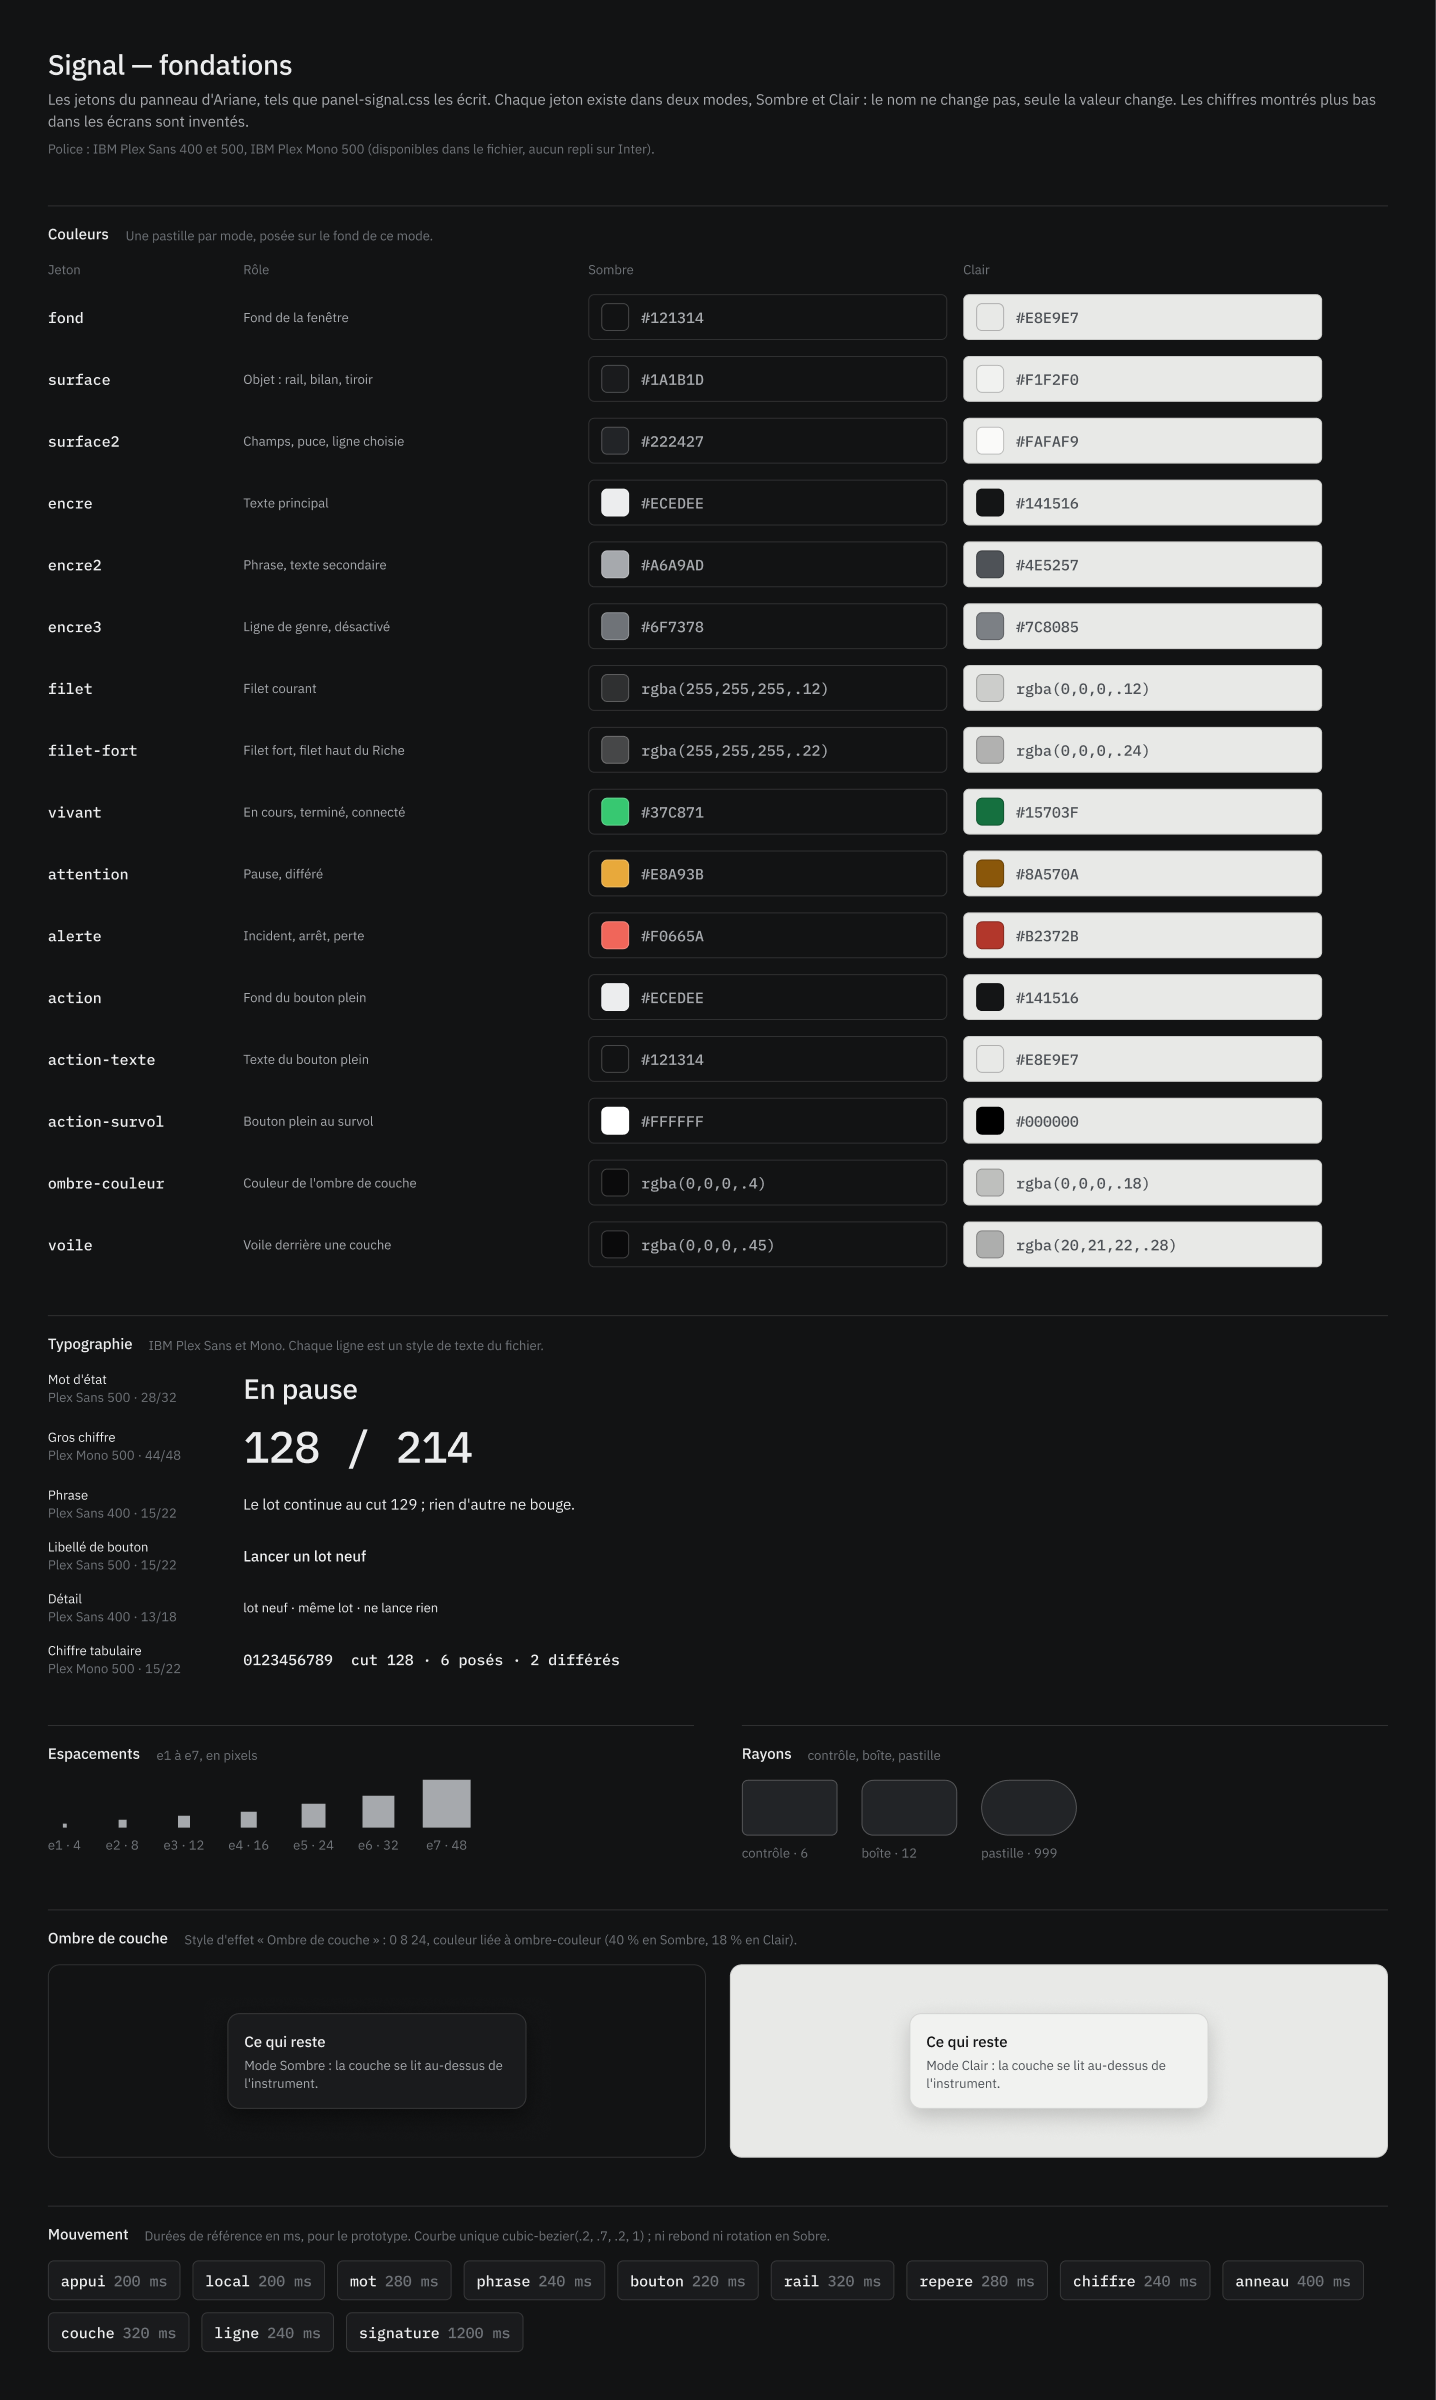 Signal — fondations
Les jetons du panneau d'Ariane, tels que panel-signal.css les écrit. Chaque jeton existe dans deux modes, Sombre et Clair : le nom ne change pas, seule la valeur change. Les chiffres montrés plus bas
dans les écrans sont inventés.
Police : IBM Plex Sans 400 et 500, IBM Plex Mono 500 (disponibles dans le fichier, aucun repli sur Inter).
Couleurs Une pastille par mode, posée sur le fond de ce mode.
Jeton Rôle Sombre Clair
fond Fond de la fenêtre #121314 #E8E9E7
surface Objet : rail, bilan, tiroir #1A1B1D #F1F2F0
surface2 Champs, puce, ligne choisie #222427 #FAFAF9
encre Texte principal #ECEDEE #141516
encre2 Phrase, texte secondaire #A6A9AD #4E5257
encre3 Ligne de genre, désactivé #6F7378 #7C8085
filet Filet courant rgba(255,255,255,.12) rgba(0,0,0,.12)
filet-fort Filet fort, filet haut du Riche rgba(255,255,255,.22) rgba(0,0,0,.24)
vivant En cours, terminé, connecté #37C871 #15703F
attention Pause, différé #E8A93B #8A570A
alerte Incident, arrêt, perte #F0665A #B2372B
action Fond du bouton plein #ECEDEE #141516
action-texte Texte du bouton plein #121314 #E8E9E7
action-survol Bouton plein au survol #FFFFFF #000000
ombre-couleur Couleur de l'ombre de couche rgba(0,0,0,.4) rgba(0,0,0,.18)
voile Voile derrière une couche rgba(0,0,0,.45) rgba(20,21,22,.28)
Typographie IBM Plex Sans et Mono. Chaque ligne est un style de texte du fichier.
Mot d'état
Plex Sans 500 · 28/32
En pause
Gros chiffre
Plex Mono 500 · 44/48
128 / 214
Phrase
Plex Sans 400 · 15/22
Le lot continue au cut 129 ; rien d'autre ne bouge.
Libellé de bouton
Plex Sans 500 · 15/22
Lancer un lot neuf
Détail
Plex Sans 400 · 13/18
lot neuf · même lot · ne lance rien
Chiffre tabulaire
Plex Mono 500 · 15/22
0123456789 cut 128 · 6 posés · 2 différés
Espacements e1 à e7, en pixels
e1 · 4 e2 · 8 e3 · 12 e4 · 16 e5 · 24 e6 · 32 e7 · 48
Rayons contrôle, boîte, pastille
contrôle · 6 boîte · 12 pastille · 999
Ombre de couche Style d'effet « Ombre de couche » : 0 8 24, couleur liée à ombre-couleur (40 % en Sombre, 18 % en Clair).
Ce qui reste
Mode Sombre : la couche se lit au-dessus de
l'instrument.
Ce qui reste
Mode Clair : la couche se lit au-dessus de
l'instrument.
Mouvement Durées de référence en ms, pour le prototype. Courbe unique cubic-bezier(.2, .7, .2, 1) ; ni rebond ni rotation en Sobre.
appui 200 ms local 200 ms mot 280 ms phrase 240 ms bouton 220 ms rail 320 ms repere 280 ms chiffre 240 ms anneau 400 ms
couche 320 ms ligne 240 ms signature 1200 ms